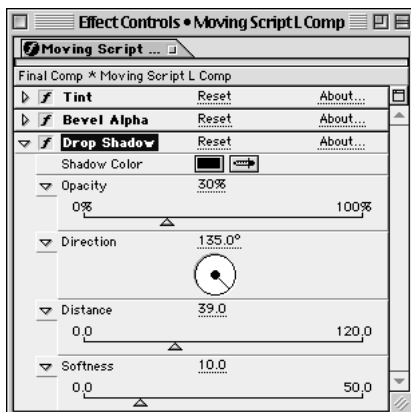 Effect Controls • Moving Script L Comp
Moving Script ...
Final Comp * Moving Script L Comp
Tint Reset About...
Bevel Alpha Reset About...
Drop Shadow Reset About...
Shadow Color
Opacity 30%
0% 100%
Direction 135.0°
Distance 39.0
0.0 120.0
Softness 10.0
0.0 50.0